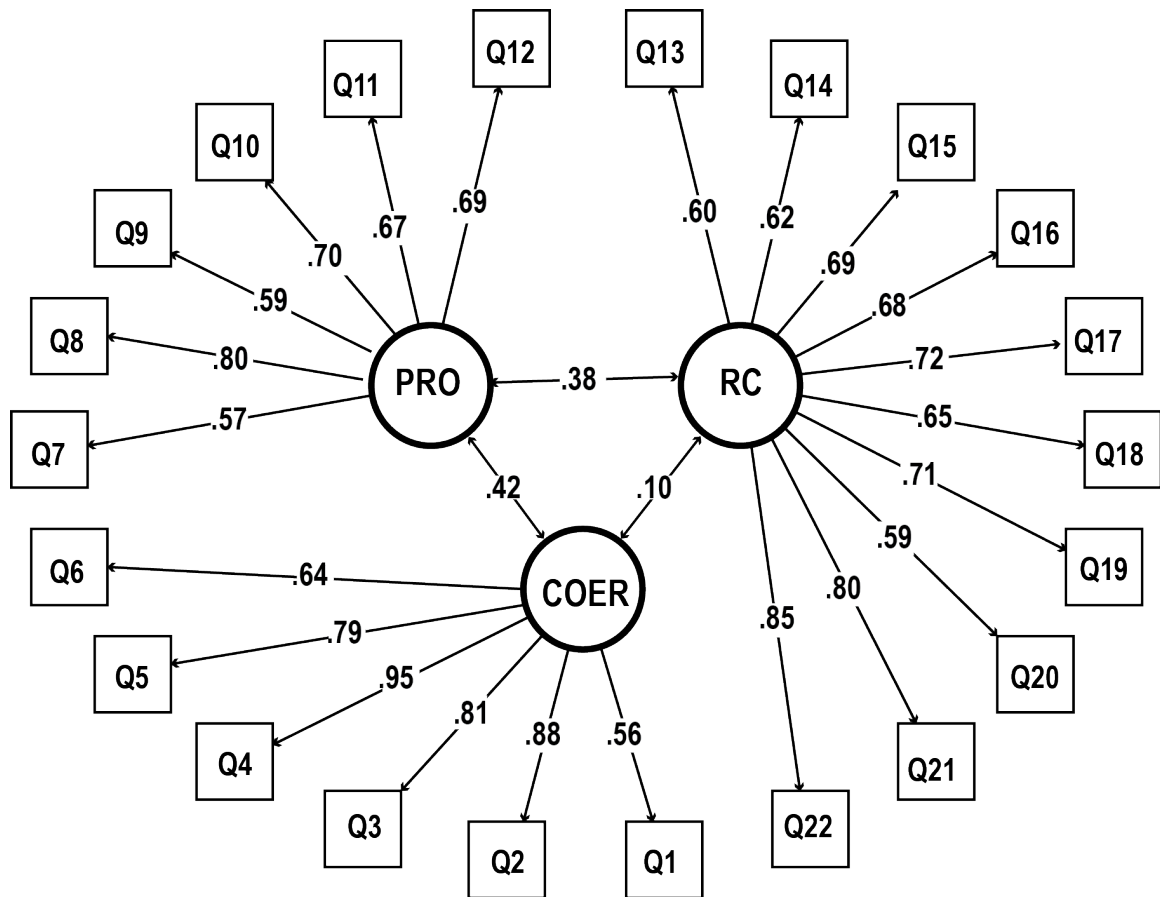 Q12
Q13
Q11
Q14
Q10
Q15
.69
.60
.62
Q9
.67
Q16
.70
.69
.59
.68
Q8
.80
.72
Q17
PRO
.38
RC
.57
.65
Q7
Q18
.42
.10
.71
.59
Q6
.64
COER
.80
Q19
.79
.85
Q5
.95
Q20
.81
.88
.56
Q4
Q21
Q3
Q22
Q2
Q1